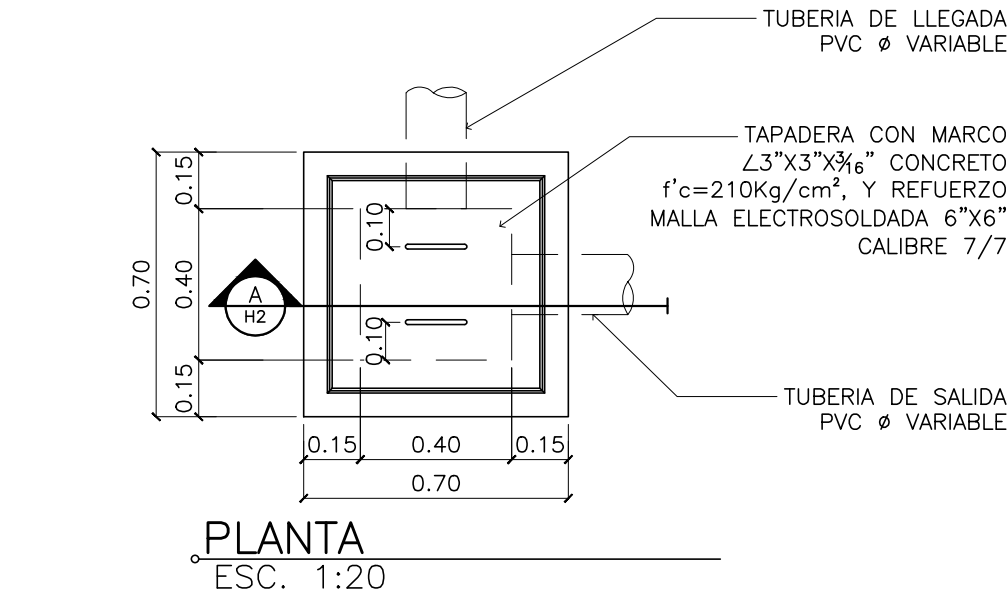 TUBERIA DE LLEGADA
PVC ø VARIABLE
TAPADERA CON MARCO
∠3"X3"X3/16" CONCRETO
f'c=210Kg/cm², Y REFUERZO
MALLA ELECTROSOLDADA 6"X6"
CALIBRE 7/7
0.15
0.10
0.70
0.40
A
H2
0.10
0.15
TUBERIA DE SALIDA
PVC ø VARIABLE
0.15 0.40 0.15
0.70
PLANTA
ESC. 1:20